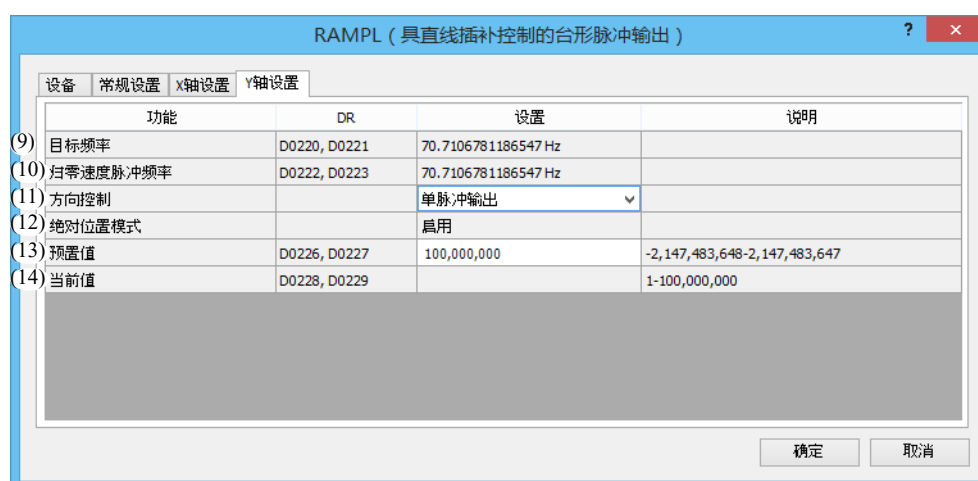 RAMPL（具直线插补控制的台形脉冲输出）
? ×
设备 常规设置 X轴设置 Y轴设置
功能 DR 设置 说明
(9) 目标频率 D0220, D0221 70.7106781186547 Hz
(10) 归零速度脉冲频率 D0222, D0223 70.7106781186547 Hz
(11) 方向控制 单脉冲输出
(12) 绝对位置模式 启用
(13) 预置值 D0226, D0227 100,000,000 -2,147,483,648-2,147,483,647
(14) 当前值 D0228, D0229 1-100,000,000
确定 取消